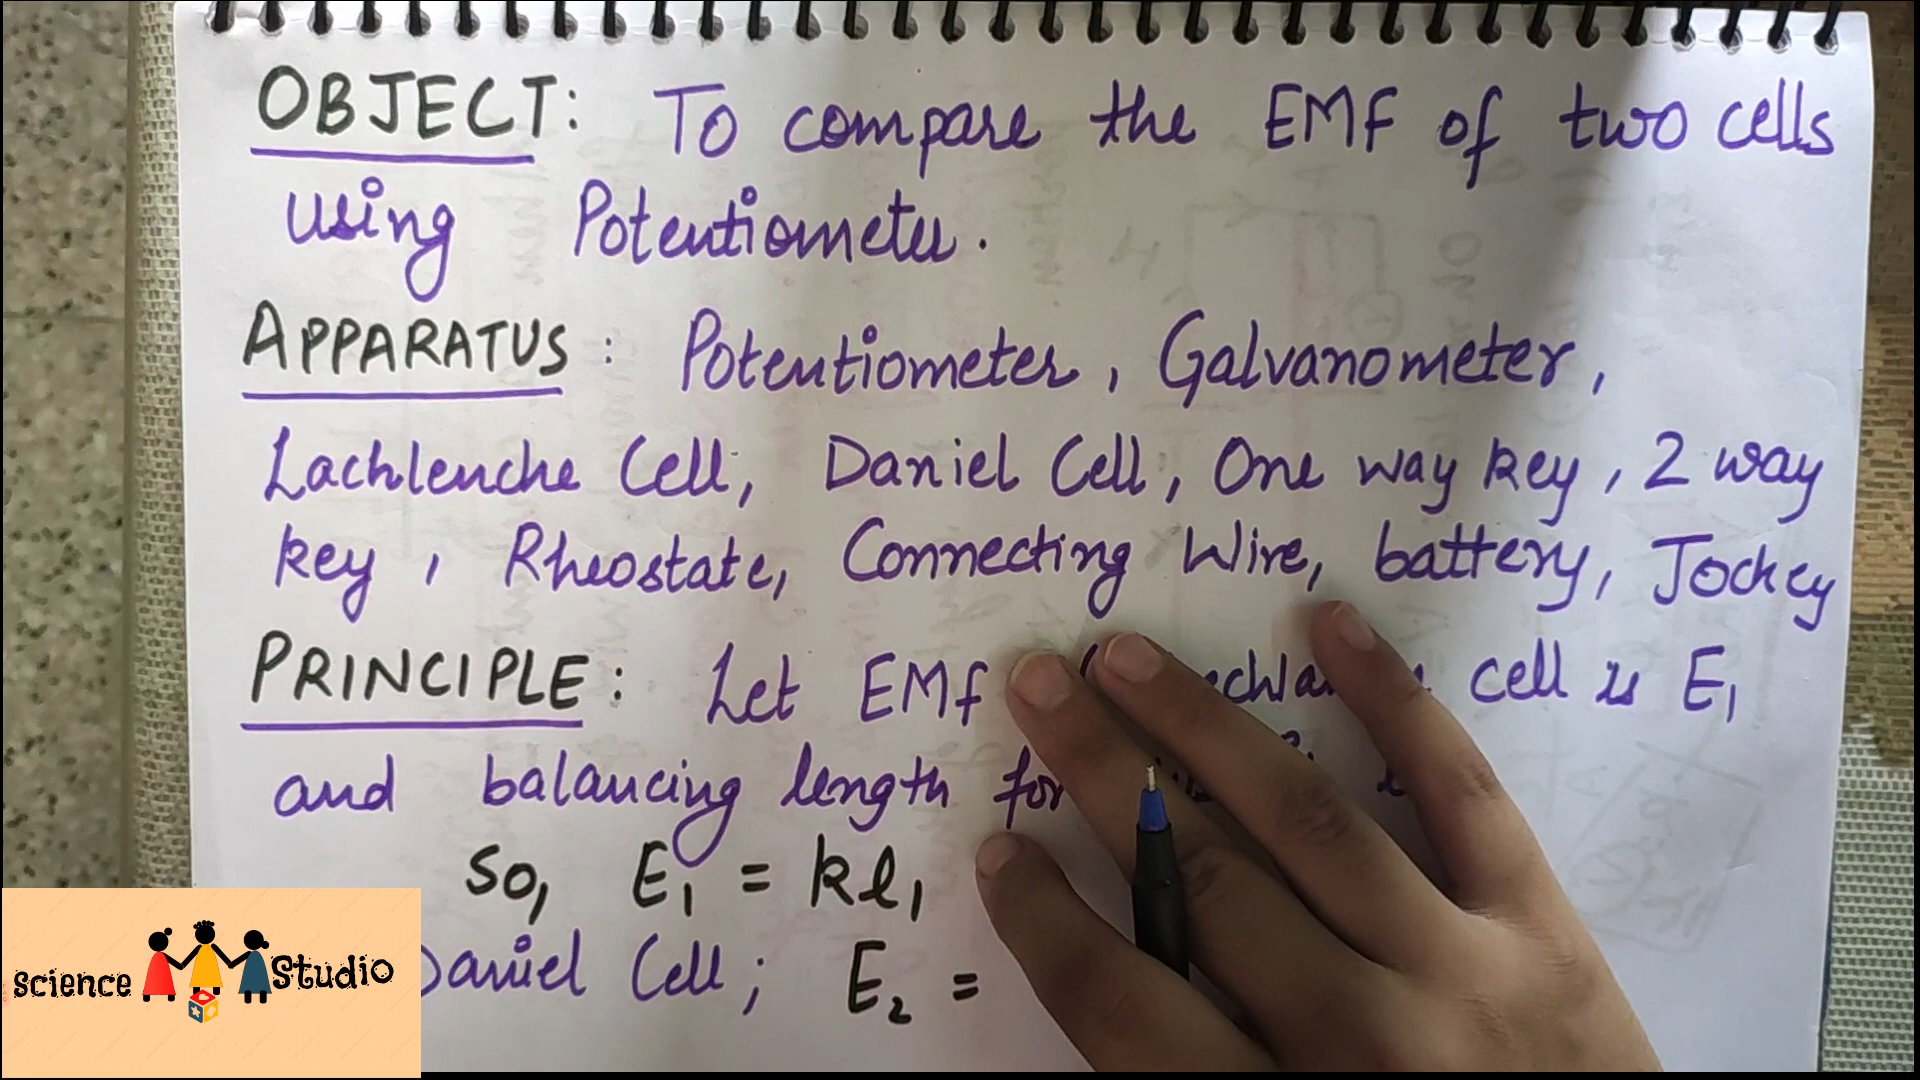 OBJECT: To compare the EMF of two cells
using Potentiometer.
APPARATUS: Potentiometer, Galvanometer,
Lachlenche Cell, Daniel Cell, One way key, 2 way
key, Rheostate, Connecting Wire, battery, Jockey
PRINCIPLE: Let EMf cell is E₁
and balancing length for
So, E₁ = kl₁
Daniel Cell; E₂ =
Science Studio